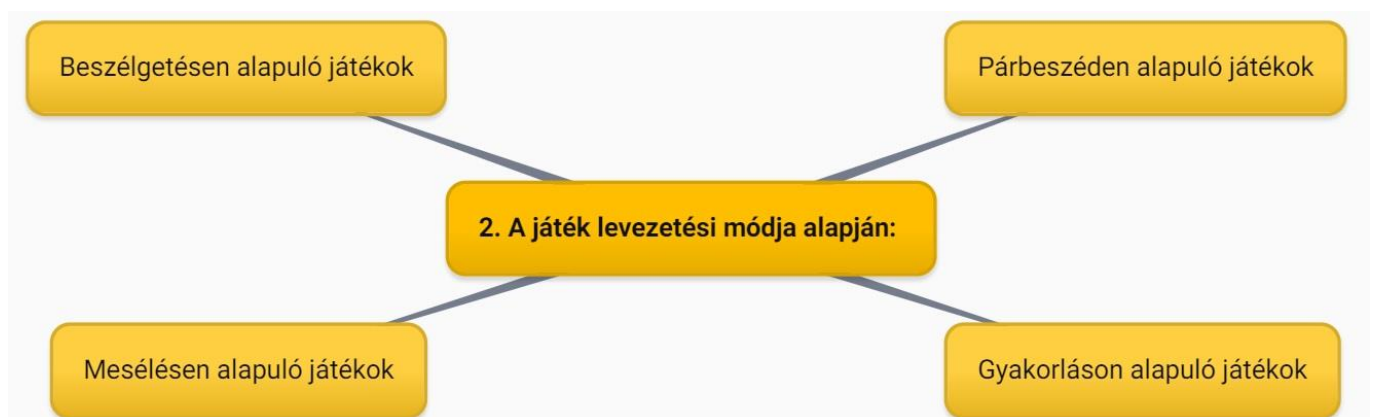 Beszélgetésen alapuló játékok
Párbeszéden alapuló játékok
2. A játék levezetési módja alapján:
Mesélésen alapuló játékok
Gyakorláson alapuló játékok